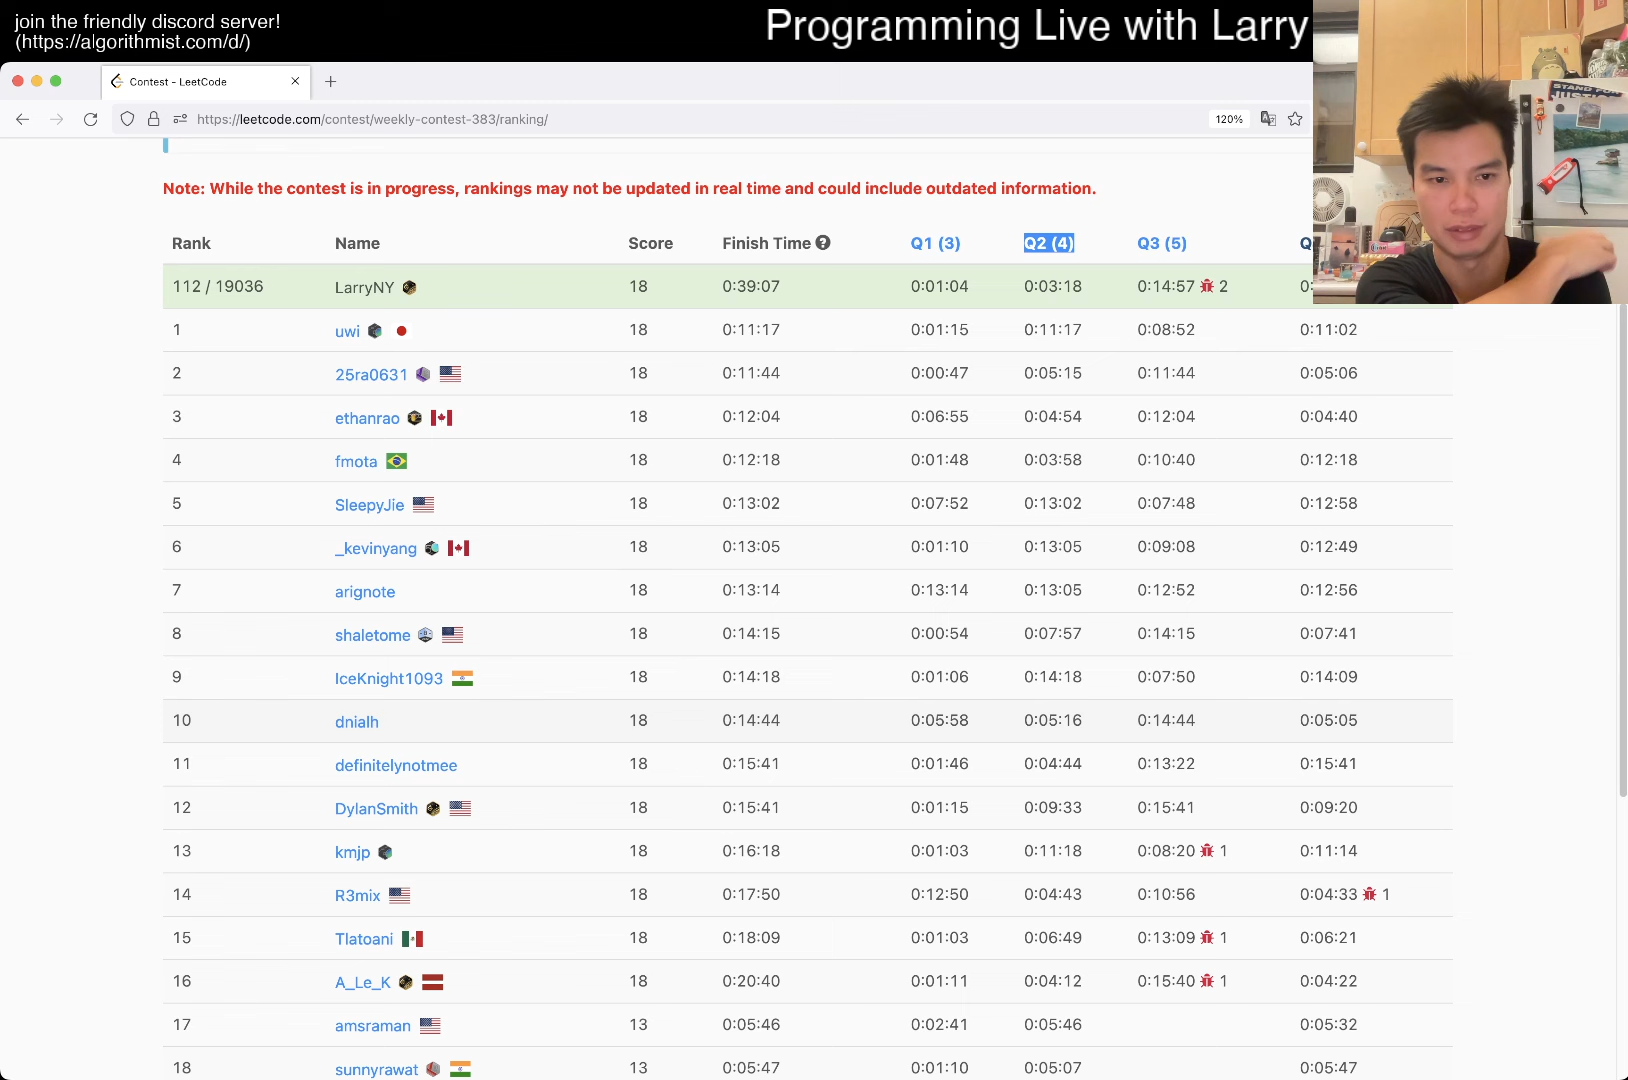 join the friendly discord server!
(https://algorithmist.com/d/)
Programming Live with Larry
Contest - LeetCode
https://leetcode.com/contest/weekly-contest-383/ranking/
120%
STAND FOR
Note: While the contest is in progress, rankings may not be updated in real time and could include outdated information.
Rank Name Score Finish Time Q1 (3) Q2 (4) Q3 (5)
112 / 19036 LarryNY 18 0:39:07 0:01:04 0:03:18 0:14:57 2 0:
1 uwi 18 0:11:17 0:01:15 0:11:17 0:08:52 0:11:02
2 25ra0631 18 0:11:44 0:00:47 0:05:15 0:11:44 0:05:06
3 ethanrao 18 0:12:04 0:06:55 0:04:54 0:12:04 0:04:40
4 fmota 18 0:12:18 0:01:48 0:03:58 0:10:40 0:12:18
5 SleepyJie 18 0:13:02 0:07:52 0:13:02 0:07:48 0:12:58
6 _kevinyang 18 0:13:05 0:01:10 0:13:05 0:09:08 0:12:49
7 arignote 18 0:13:14 0:13:14 0:13:05 0:12:52 0:12:56
8 shaletome 18 0:14:15 0:00:54 0:07:57 0:14:15 0:07:41
9 IceKnight1093 18 0:14:18 0:01:06 0:14:18 0:07:50 0:14:09
10 dnialh 18 0:14:44 0:05:58 0:05:16 0:14:44 0:05:05
11 definitelynotmee 18 0:15:41 0:01:46 0:04:44 0:13:22 0:15:41
12 DylanSmith 18 0:15:41 0:01:15 0:09:33 0:15:41 0:09:20
13 kmjp 18 0:16:18 0:01:03 0:11:18 0:08:20 1 0:11:14
14 R3mix 18 0:17:50 0:12:50 0:04:43 0:10:56 0:04:33 1
15 Tlatoani 18 0:18:09 0:01:03 0:06:49 0:13:09 1 0:06:21
16 A_Le_K 18 0:20:40 0:01:11 0:04:12 0:15:40 1 0:04:22
17 amsraman 13 0:05:46 0:02:41 0:05:46 0:05:32
18 sunnyrawat 13 0:05:47 0:01:10 0:05:07 0:05:47